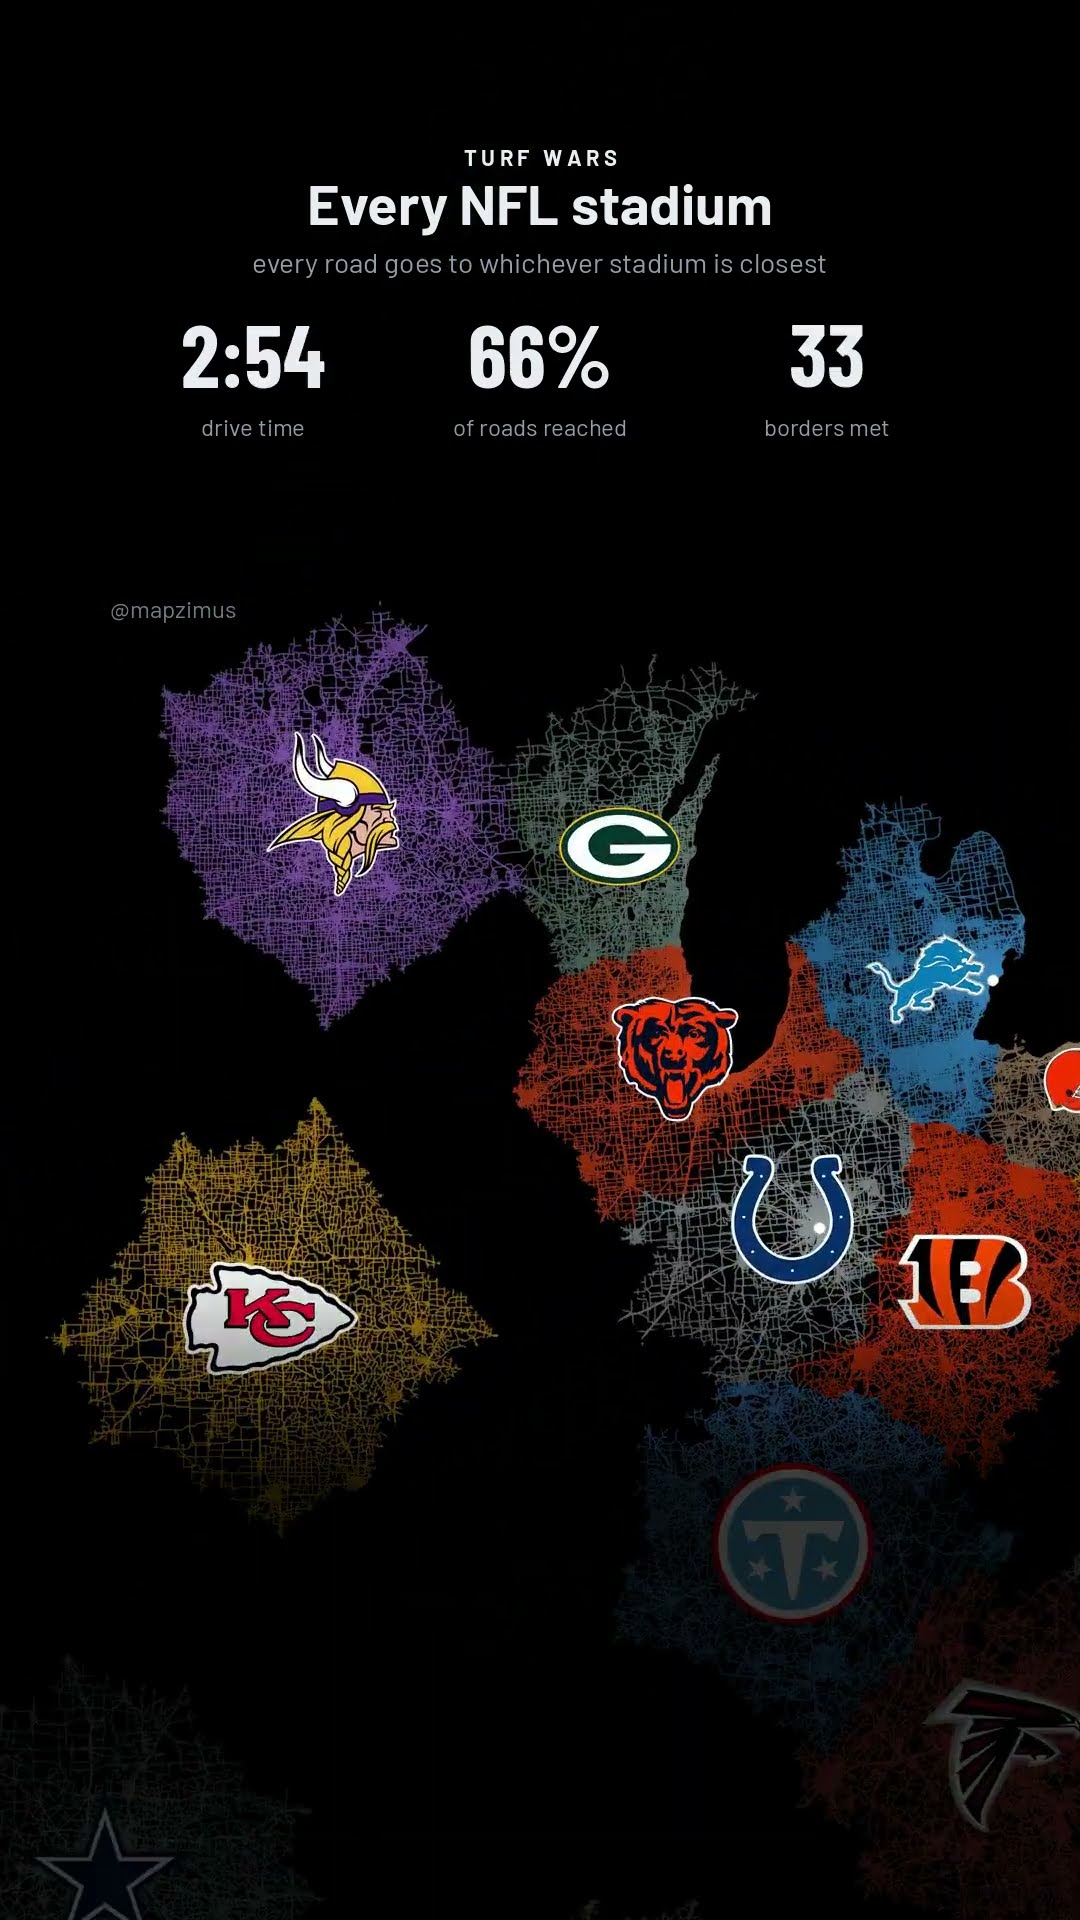 TURF WARS
Every NFL stadium
every road goes to whichever stadium is closest
2:54 66% 33
drive time of roads reached borders met
@mapzimus
G
KC
B
T